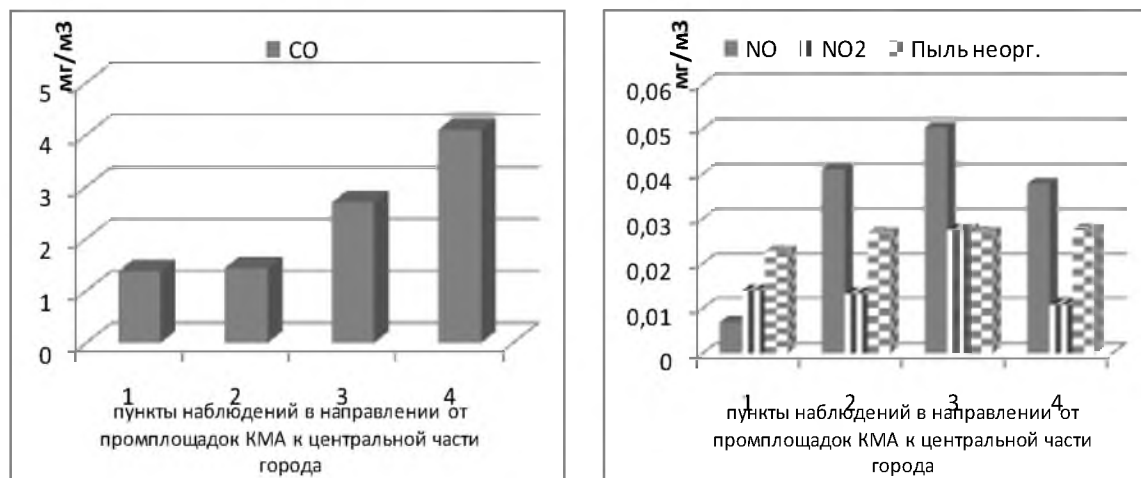 мг/м3
CO
5
4
3
2
1
0
1 2 3 4
пункты наблюдений в направлении от
промплощадок КМА к центральной части
города
мг/м3
NO NO2 Пыль неорг.
0,06
0,05
0,04
0,03
0,02
0,01
0
1 2 3 4
пункты наблюдений в направлении от
промплощадок КМА к центральной части
города